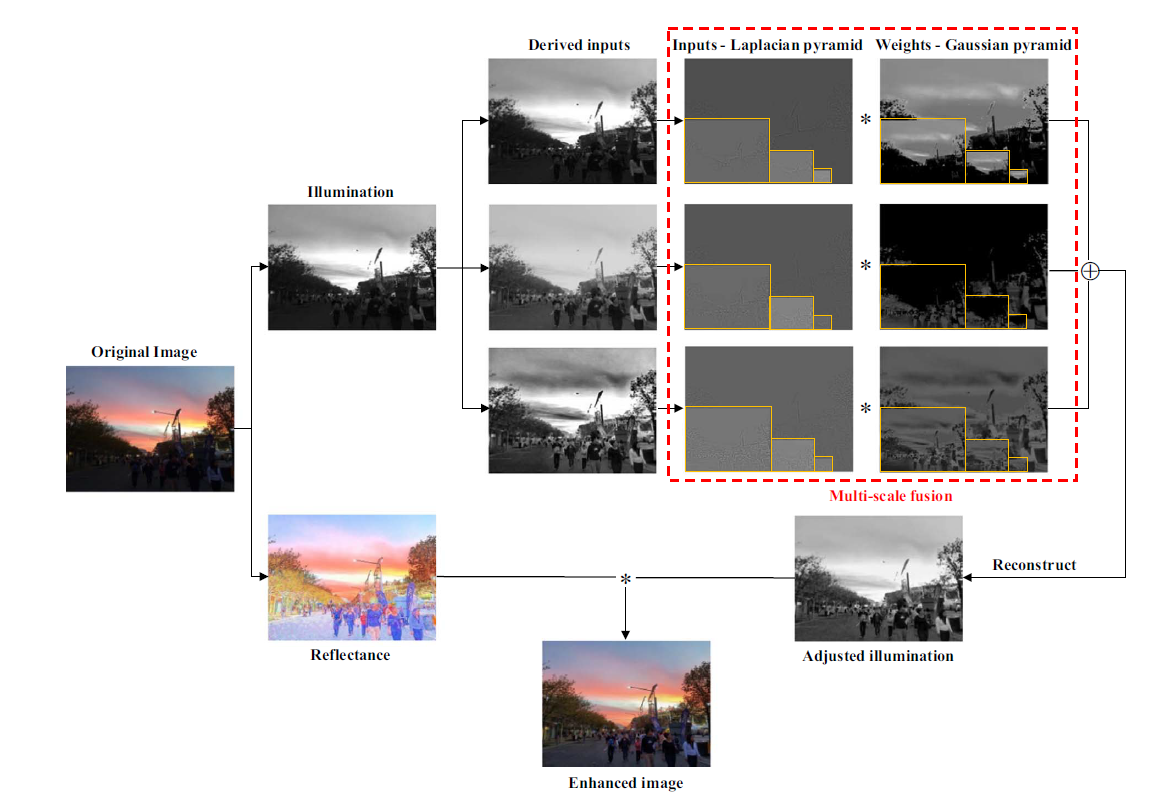 Derived inputs
Inputs - Laplacian pyramid
Weights - Gaussian pyramid
*
Illumination
*
Original Image
*
Multi-scale fusion
Reconstruct
*
Reflectance
Adjusted illumination
Enhanced image